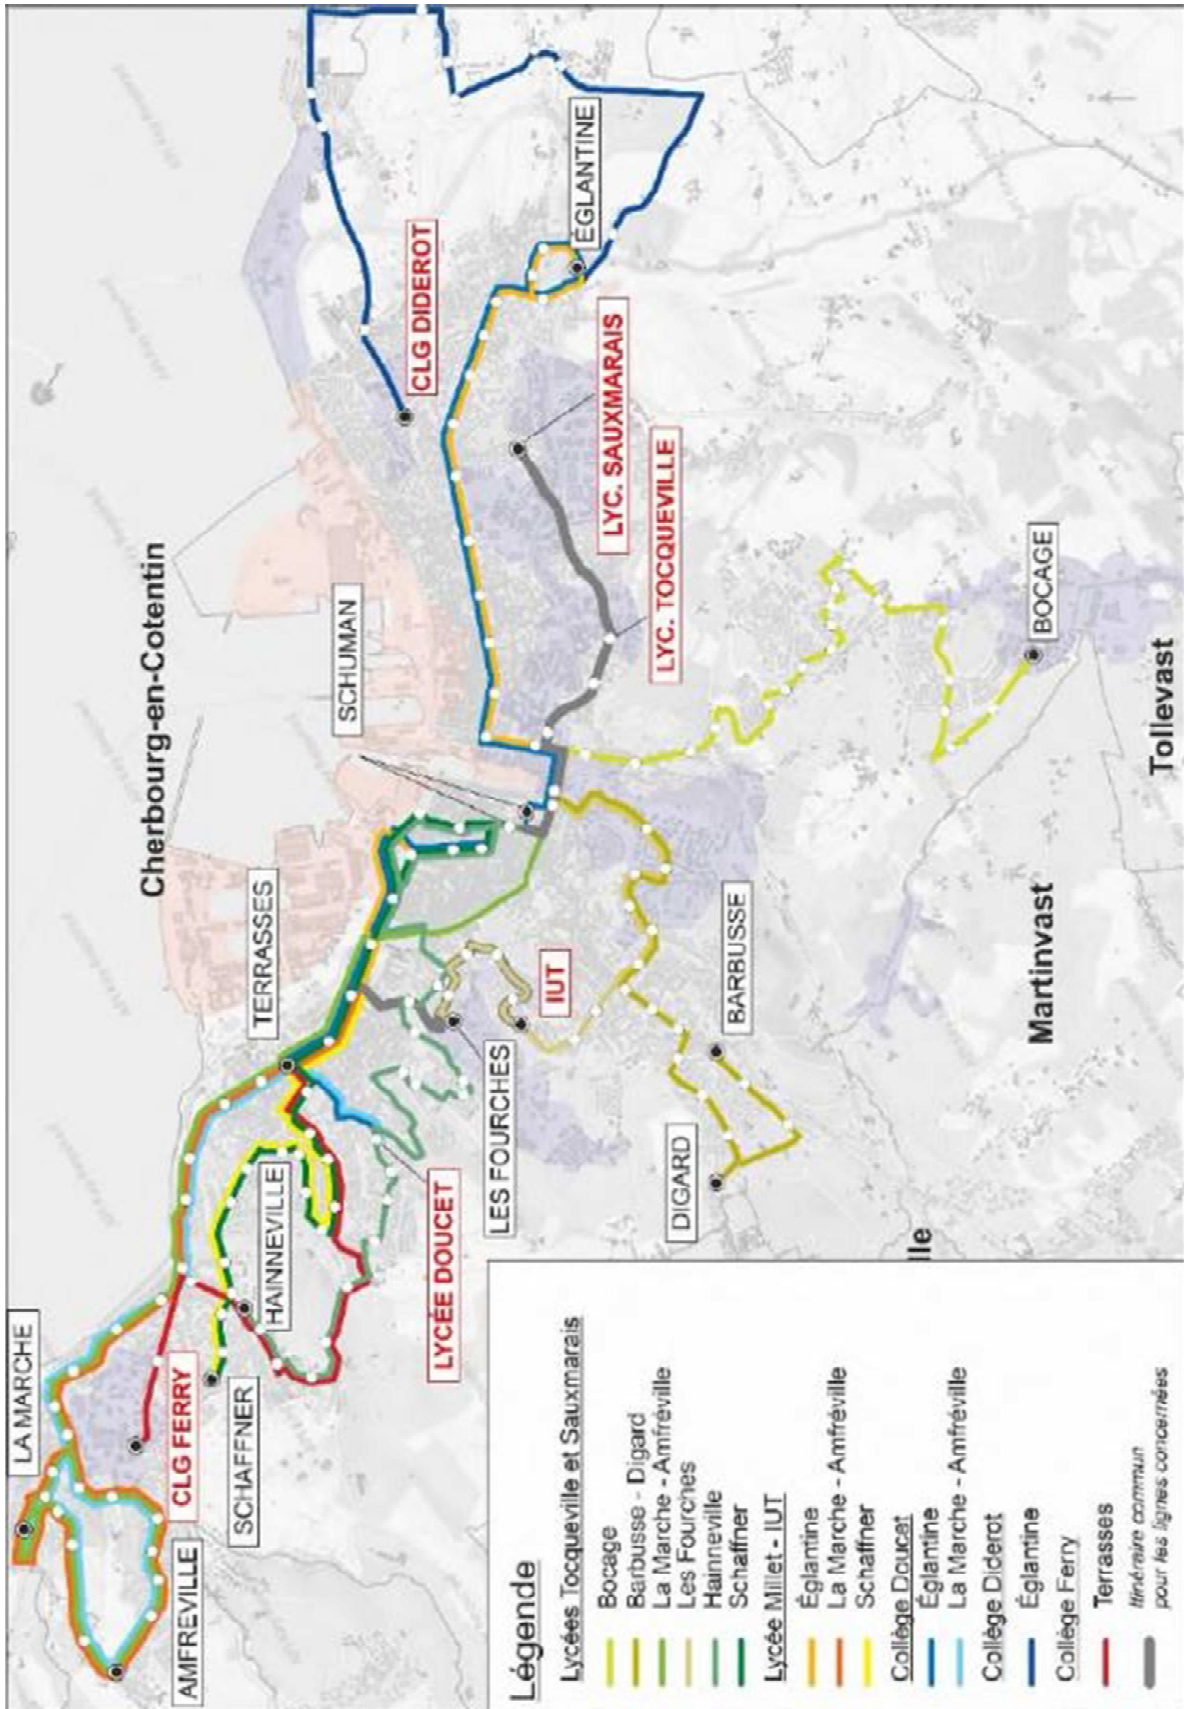 Cherbourg-en-Cotentin
LA MARCHE
AMFREVILLE
CLG FERRY
SCHAFFNER
HAINNEVILLE
LYCÉE DOUCET
TERRASSES
LES FOURCHES
IUT
SCHUMAN
DIGARD
BARBUSSE
CLG DIDEROT
ÉGLANTINE
LYC. SAUXMARAIS
LYC. TOCQUEVILLE
BOCAGE
Martinvast
Tollevast
lle
Légende
Lycées Tocqueville et Sauxmarais
Bocage
Barbusse - Digard
La Marche - Amfréville
Les Fourches
Hainneville
Schaffner
Lycée Millet - IUT
Églantine
La Marche - Amfréville
Schaffner
Collège Doucet
Églantine
La Marche - Amfréville
Collège Diderot
Églantine
Collège Ferry
Terrasses
Itinéraire commun
pour les lignes concernées